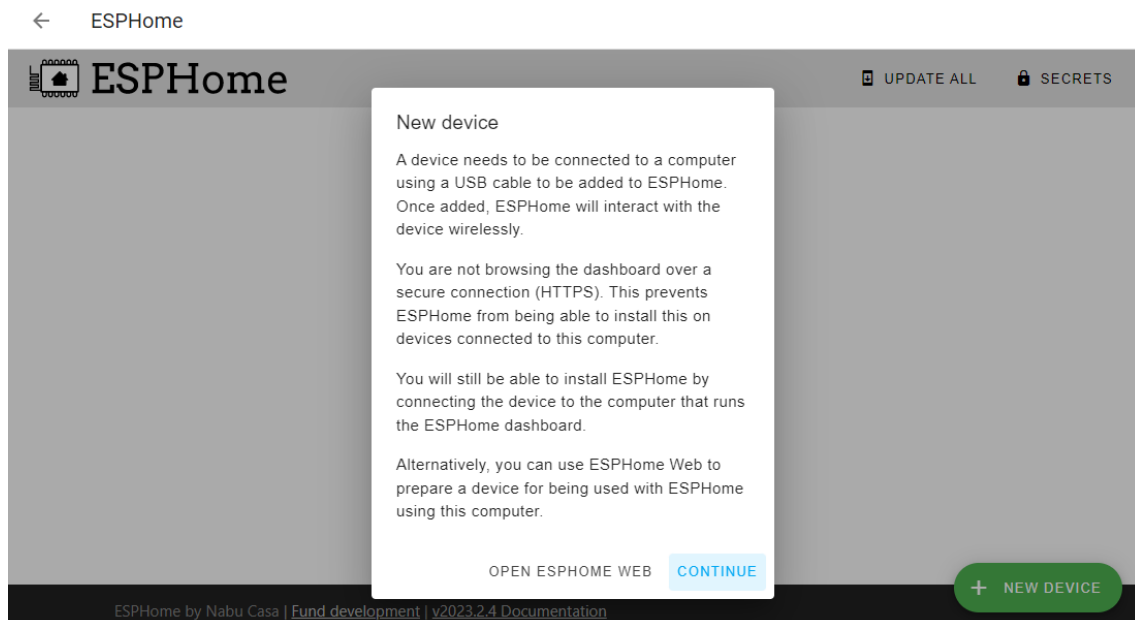 ESPHome
ESPHome
UPDATE ALL
SECRETS
New device
A device needs to be connected to a computer
using a USB cable to be added to ESPHome.
Once added, ESPHome will interact with the
device wirelessly.
You are not browsing the dashboard over a
secure connection (HTTPS). This prevents
ESPHome from being able to install this on
devices connected to this computer.
You will still be able to install ESPHome by
connecting the device to the computer that runs
the ESPHome dashboard.
Alternatively, you can use ESPHome Web to
prepare a device for being used with ESPHome
using this computer.
OPEN ESPHOME WEB
CONTINUE
+ NEW DEVICE
ESPHome by Nabu Casa | Fund development | v2023.2.4 Documentation